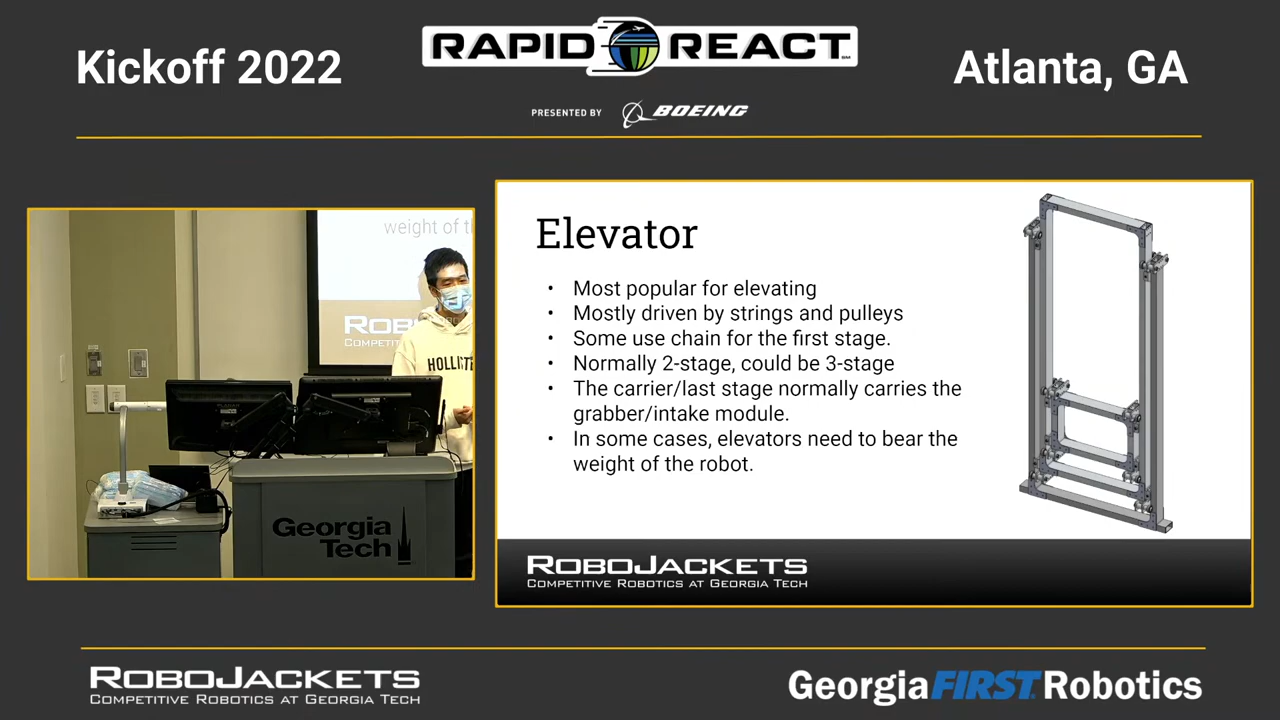 Kickoff 2022
RAPID REACT
SM
Atlanta, GA
PRESENTED BY BOEING
weight of t
ROBO
COMPETITI
HOLLISTE
Georgia
Tech
Elevator
• Most popular for elevating
• Mostly driven by strings and pulleys
• Some use chain for the first stage.
• Normally 2-stage, could be 3-stage
• The carrier/last stage normally carries the
grabber/intake module.
• In some cases, elevators need to bear the
weight of the robot.
ROBOJACKETS
COMPETITIVE ROBOTICS AT GEORGIA TECH
ROBOJACKETS
COMPETITIVE ROBOTICS AT GEORGIA TECH
Georgia FIRST Robotics